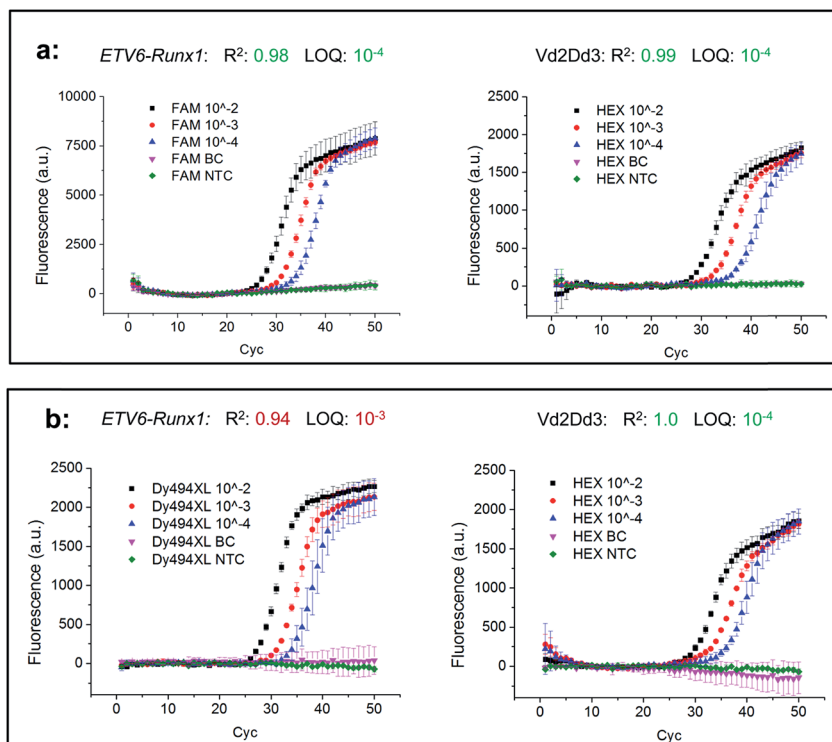 a:
ETV6-Runx1: R²: 0.98 LOQ: 10⁻⁴
Vd2Dd3: R²: 0.99 LOQ: 10⁻⁴
10000
7500
5000
2500
0
Fluorescence (a.u.)
FAM 10^-2
FAM 10^-3
FAM 10^-4
FAM BC
FAM NTC
0 10 20 30 40 50
Cyc
2500
2000
1500
1000
500
0
Fluorescence (a.u.)
HEX 10^-2
HEX 10^-3
HEX 10^-4
HEX BC
HEX NTC
0 10 20 30 40 50
Cyc
b:
ETV6-Runx1: R²: 0.94 LOQ: 10⁻³
Vd2Dd3: R²: 1.0 LOQ: 10⁻⁴
2500
2000
1500
1000
500
0
Fluorescence (a.u.)
Dy494XL 10^-2
Dy494XL 10^-3
Dy494XL 10^-4
Dy494XL BC
Dy494XL NTC
0 10 20 30 40 50
Cyc
2500
2000
1500
1000
500
0
Fluorescence (a.u.)
HEX 10^-2
HEX 10^-3
HEX 10^-4
HEX BC
HEX NTC
0 10 20 30 40 50
Cyc